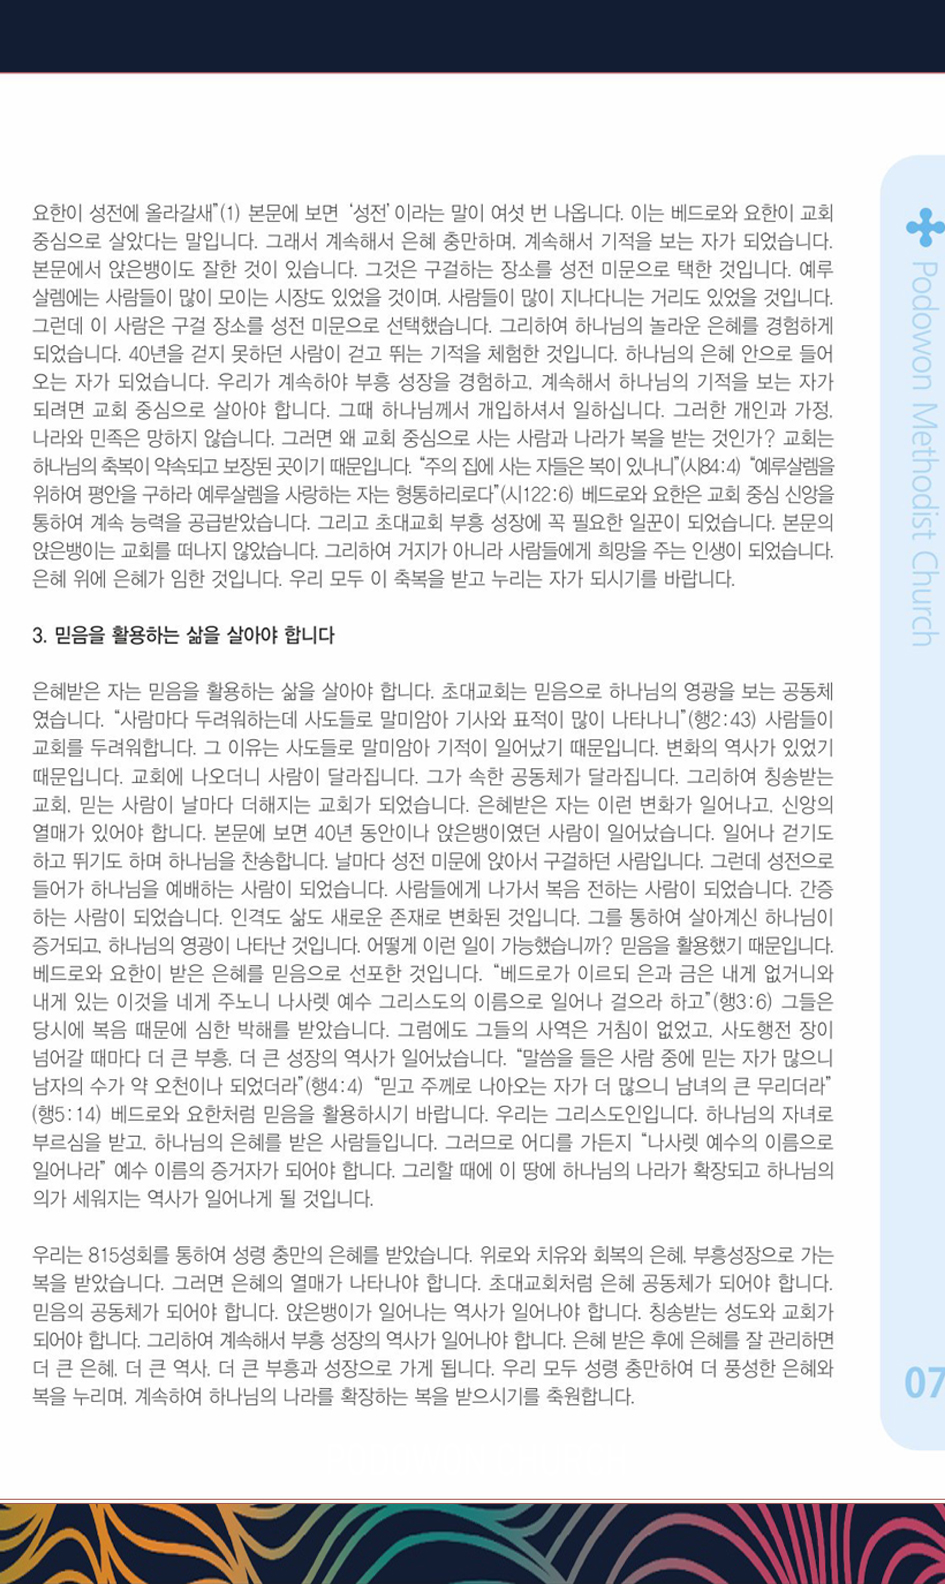 요한이 성전에 올라갈새”(1) 본문에 보면 ‘성전’이라는 말이 여섯 번 나옵니다. 이는 베드로와 요한이 교회
중심으로 살았다는 말입니다. 그래서 계속해서 은혜 충만하며, 계속해서 기적을 보는 자가 되었습니다.
본문에서 앉은뱅이도 잘한 것이 있습니다. 그것은 구걸하는 장소를 성전 미문으로 택한 것입니다. 예루
살렘에는 사람들이 많이 모이는 시장도 있었을 것이며, 사람들이 많이 지나다니는 거리도 있었을 것입니다.
그런데 이 사람은 구걸 장소를 성전 미문으로 선택했습니다. 그리하여 하나님의 놀라운 은혜를 경험하게
되었습니다. 40년을 걷지 못하던 사람이 걷고 뛰는 기적을 체험한 것입니다. 하나님의 은혜 안으로 들어
오는 자가 되었습니다. 우리가 계속하야 부흥 성장을 경험하고, 계속해서 하나님의 기적을 보는 자가
되려면 교회 중심으로 살아야 합니다. 그때 하나님께서 개입하셔서 일하십니다. 그러한 개인과 가정,
나라와 민족은 망하지 않습니다. 그러면 왜 교회 중심으로 사는 사람과 나라가 복을 받는 것인가? 교회는
하나님의 축복이 약속되고 보장된 곳이기 때문입니다. “주의 집에 사는 자들은 복이 있나니”(시84:4) “예루살렘을
위하여 평안을 구하라 예루살렘을 사랑하는 자는 형통하리로다”(시122:6) 베드로와 요한은 교회 중심 신앙을
통하여 계속 능력을 공급받았습니다. 그리고 초대교회 부흥 성장에 꼭 필요한 일꾼이 되었습니다. 본문의
앉은뱅이는 교회를 떠나지 않았습니다. 그리하여 거지가 아니라 사람들에게 희망을 주는 인생이 되었습니다.
은혜 위에 은혜가 임한 것입니다. 우리 모두 이 축복을 받고 누리는 자가 되시기를 바랍니다.
3. 믿음을 활용하는 삶을 살아야 합니다
은혜받은 자는 믿음을 활용하는 삶을 살아야 합니다. 초대교회는 믿음으로 하나님의 영광을 보는 공동체
였습니다. “사람마다 두려워하는데 사도들로 말미암아 기사와 표적이 많이 나타나니”(행2:43) 사람들이
교회를 두려워합니다. 그 이유는 사도들로 말미암아 기적이 일어났기 때문입니다. 변화의 역사가 있었기
때문입니다. 교회에 나오더니 사람이 달라집니다. 그가 속한 공동체가 달라집니다. 그리하여 칭송받는
교회, 믿는 사람이 날마다 더해지는 교회가 되었습니다. 은혜받은 자는 이런 변화가 일어나고, 신앙의
열매가 있어야 합니다. 본문에 보면 40년 동안이나 앉은뱅이였던 사람이 일어났습니다. 일어나 걷기도
하고 뛰기도 하며 하나님을 찬송합니다. 날마다 성전 미문에 앉아서 구걸하던 사람입니다. 그런데 성전으로
들어가 하나님을 예배하는 사람이 되었습니다. 사람들에게 나가서 복음 전하는 사람이 되었습니다. 간증
하는 사람이 되었습니다. 인격도 삶도 새로운 존재로 변화된 것입니다. 그를 통하여 살아계신 하나님이
증거되고, 하나님의 영광이 나타난 것입니다. 어떻게 이런 일이 가능했습니까? 믿음을 활용했기 때문입니다.
베드로와 요한이 받은 은혜를 믿음으로 선포한 것입니다. “베드로가 이르되 은과 금은 내게 없거니와
내게 있는 이것을 네게 주노니 나사렛 예수 그리스도의 이름으로 일어나 걸으라 하고”(행3:6) 그들은
당시에 복음 때문에 심한 박해를 받았습니다. 그럼에도 그들의 사역은 거침이 없었고, 사도행전 장이
넘어갈 때마다 더 큰 부흥, 더 큰 성장의 역사가 일어났습니다. “말씀을 들은 사람 중에 믿는 자가 많으니
남자의 수가 약 오천이나 되었더라”(행4:4) “믿고 주께로 나아오는 자가 더 많으니 남녀의 큰 무리더라”
(행5:14) 베드로와 요한처럼 믿음을 활용하시기 바랍니다. 우리는 그리스도인입니다. 하나님의 자녀로
부르심을 받고, 하나님의 은혜를 받은 사람들입니다. 그러므로 어디를 가든지 “나사렛 예수의 이름으로
일어나라” 예수 이름의 증거자가 되어야 합니다. 그리할 때에 이 땅에 하나님의 나라가 확장되고 하나님의
의가 세워지는 역사가 일어나게 될 것입니다.
우리는 815성회를 통하여 성령 충만의 은혜를 받았습니다. 위로와 치유와 회복의 은혜, 부흥성장으로 가는
복을 받았습니다. 그러면 은혜의 열매가 나타나야 합니다. 초대교회처럼 은혜 공동체가 되어야 합니다.
믿음의 공동체가 되어야 합니다. 앉은뱅이가 일어나는 역사가 일어나야 합니다. 칭송받는 성도와 교회가
되어야 합니다. 그리하여 계속해서 부흥 성장의 역사가 일어나야 합니다. 은혜 받은 후에 은혜를 잘 관리하면
더 큰 은혜, 더 큰 역사, 더 큰 부흥과 성장으로 가게 됩니다. 우리 모두 성령 충만하여 더 풍성한 은혜와
복을 누리며, 계속하여 하나님의 나라를 확장하는 복을 받으시기를 축원합니다.
Podowon Methodist Church
07